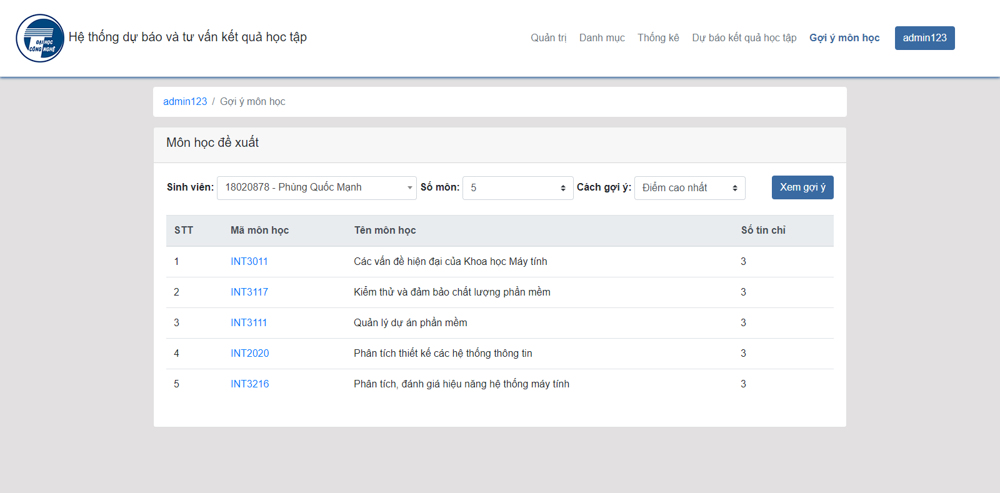 ĐẠI HỌC
CÔNG NGHỆ
Hệ thống dự báo và tư vấn kết quả học tập
Quản trị Danh mục Thống kê Dự báo kết quả học tập Gợi ý môn học admin123
admin123 / Gợi ý môn học
Môn học đề xuất
Sinh viên: 18020878 - Phùng Quốc Mạnh Số môn: 5 Cách gợi ý: Điểm cao nhất Xem gợi ý
STT Mã môn học Tên môn học Số tín chỉ
1 INT3011 Các vấn đề hiện đại của Khoa học Máy tính 3
2 INT3117 Kiểm thử và đảm bảo chất lượng phần mềm 3
3 INT3111 Quản lý dự án phần mềm 3
4 INT2020 Phân tích thiết kế các hệ thống thông tin 3
5 INT3216 Phân tích, đánh giá hiệu năng hệ thống máy tính 3